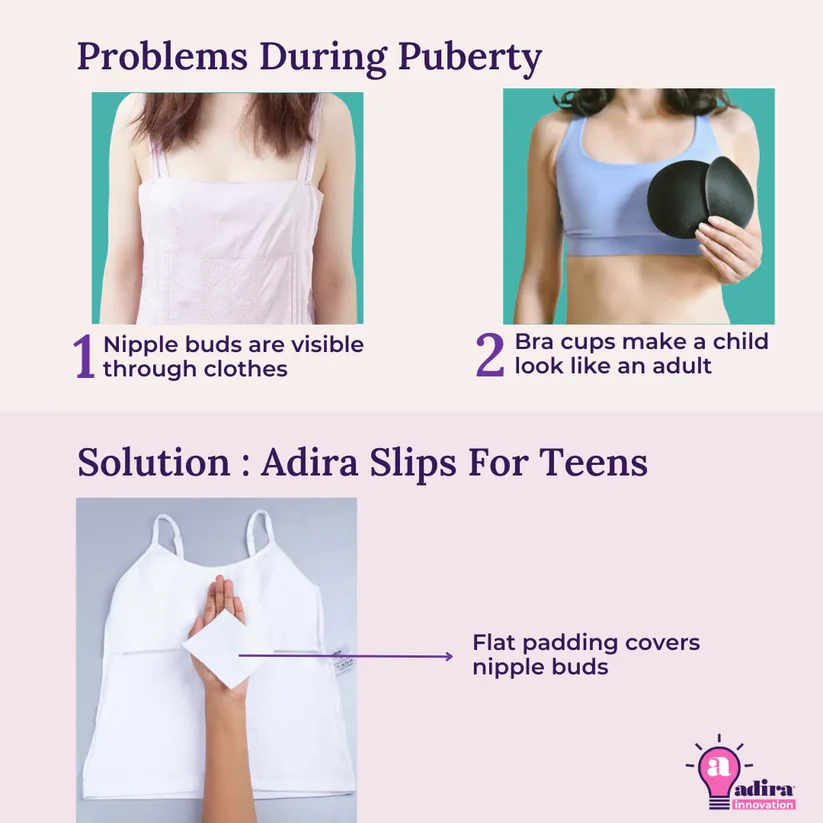 Problems During Puberty
1 Nipple buds are visible
through clothes
2 Bra cups make a child
look like an adult
Solution : Adira Slips For Teens
Flat padding covers
nipple buds
a
adira
innovation